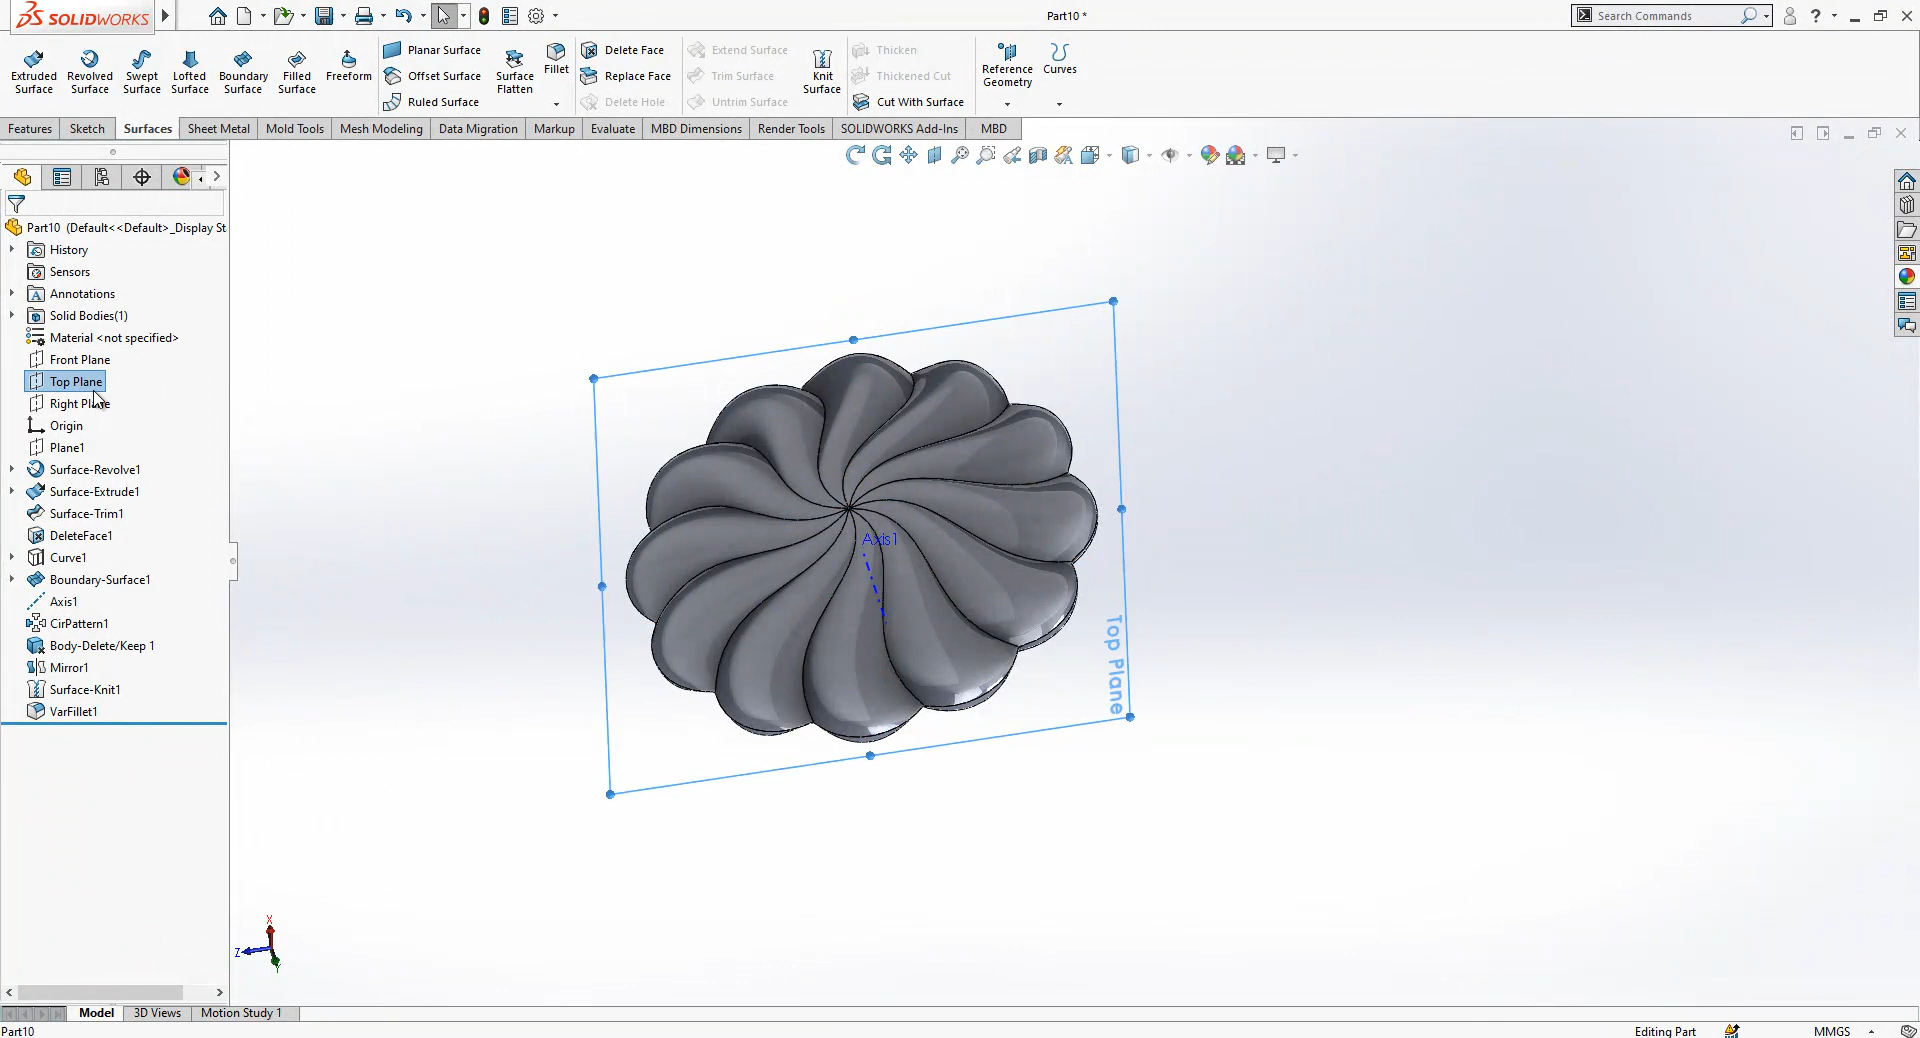 SOLIDWORKS
Part10 *
Search Commands
Extruded Surface
Revolved Surface
Swept Surface
Lofted Surface
Boundary Surface
Filled Surface
Freeform
Planar Surface
Offset Surface
Ruled Surface
Surface Flatten
Fillet
Delete Face
Replace Face
Delete Hole
Extend Surface
Trim Surface
Untrim Surface
Knit Surface
Thicken
Thickened Cut
Cut With Surface
Reference Geometry
Curves
Features Sketch Surfaces Sheet Metal Mold Tools Mesh Modeling Data Migration Markup Evaluate MBD Dimensions Render Tools SOLIDWORKS Add-Ins MBD
Part10 (Default<<Default>_Display St
History
Sensors
Annotations
Solid Bodies(1)
Material <not specified>
Front Plane
Top Plane
Right Plane
Origin
Plane1
Surface-Revolve1
Surface-Extrude1
Surface-Trim1
DeleteFace1
Curve1
Boundary-Surface1
Axis1
CirPattern1
Body-Delete/Keep 1
Mirror1
Surface-Knit1
VarFillet1
Axis1
Top Plane
X
Z
Y
Model 3D Views Motion Study 1
Part10
Editing Part
MMGS